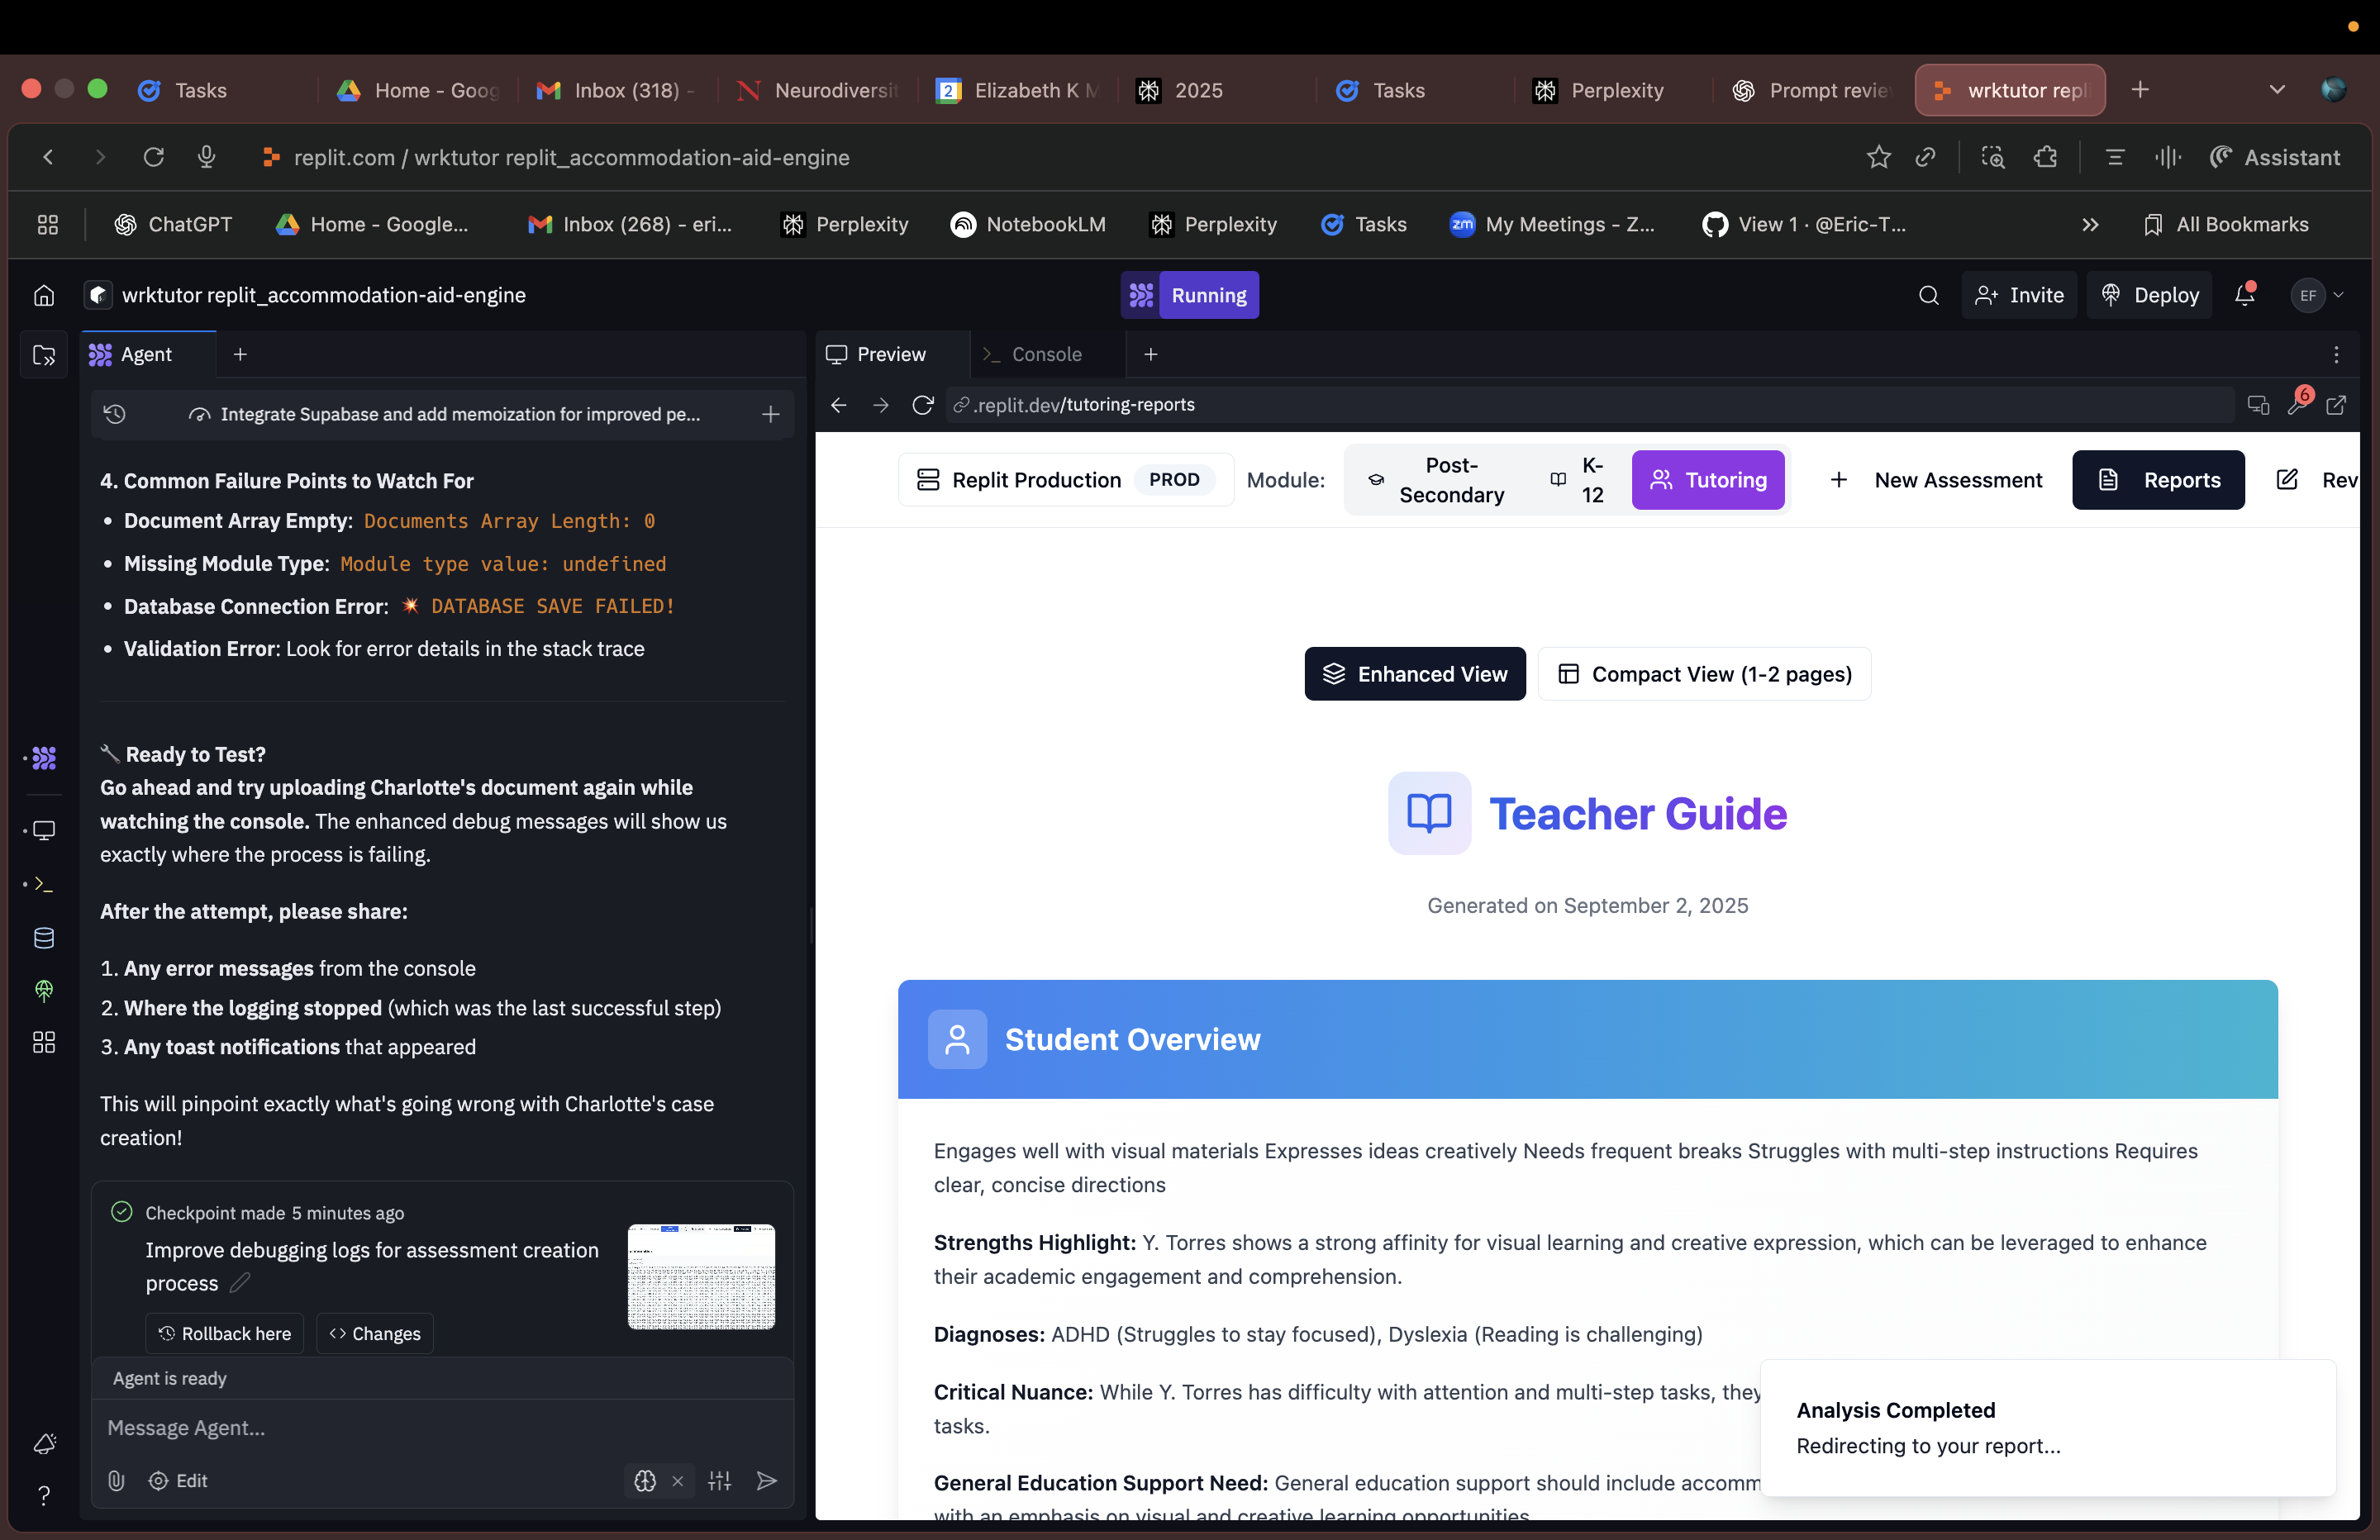 Tasks
Home - Goog
Inbox (318) -
Neurodiversit
2
Elizabeth K M
2025
Tasks
Perplexity
Prompt revie
wrktutor repl
replit.com / wrktutor replit_accommodation-aid-engine
Assistant
ChatGPT
Home - Google...
Inbox (268) - eri...
Perplexity
NotebookLM
Perplexity
Tasks
zm
My Meetings - Z...
View 1 · @Eric-T...
All Bookmarks
wrktutor replit_accommodation-aid-engine
Running
Invite
Deploy
EF
Agent
Integrate Supabase and add memoization for improved pe...
4. Common Failure Points to Watch For
• Document Array Empty: Documents Array Length: 0
• Missing Module Type: Module type value: undefined
• Database Connection Error: 💥 DATABASE SAVE FAILED!
• Validation Error: Look for error details in the stack trace
🔧 Ready to Test?
Go ahead and try uploading Charlotte's document again while
watching the console. The enhanced debug messages will show us
exactly where the process is failing.
After the attempt, please share:
1. Any error messages from the console
2. Where the logging stopped (which was the last successful step)
3. Any toast notifications that appeared
This will pinpoint exactly what's going wrong with Charlotte's case
creation!
Checkpoint made 5 minutes ago
Improve debugging logs for assessment creation
process
Rollback here
Changes
Agent is ready
Message Agent...
Edit
Preview
Console
.replit.dev/tutoring-reports
6
Replit Production PROD
Module:
Post-
Secondary
K-
12
Tutoring
New Assessment
Reports
Rev
Enhanced View
Compact View (1-2 pages)
Teacher Guide
Generated on September 2, 2025
Student Overview
Engages well with visual materials Expresses ideas creatively Needs frequent breaks Struggles with multi-step instructions Requires
clear, concise directions
Strengths Highlight: Y. Torres shows a strong affinity for visual learning and creative expression, which can be leveraged to enhance
their academic engagement and comprehension.
Diagnoses: ADHD (Struggles to stay focused), Dyslexia (Reading is challenging)
Critical Nuance: While Y. Torres has difficulty with attention and multi-step tasks, they
tasks.
General Education Support Need: General education support should include accomm
with an emphasis on visual and creative learning opportunities
Analysis Completed
Redirecting to your report...